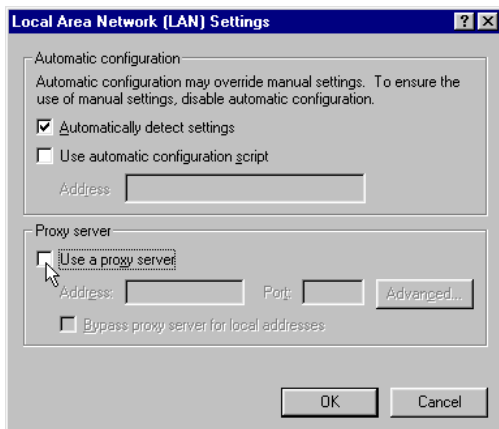 Local Area Network (LAN) Settings
Automatic configuration
Automatic configuration may override manual settings. To ensure the
use of manual settings, disable automatic configuration.
Automatically detect settings
Use automatic configuration script
Address
Proxy server
Use a proxy server
Address: Port: Advanced...
Bypass proxy server for local addresses
OK Cancel